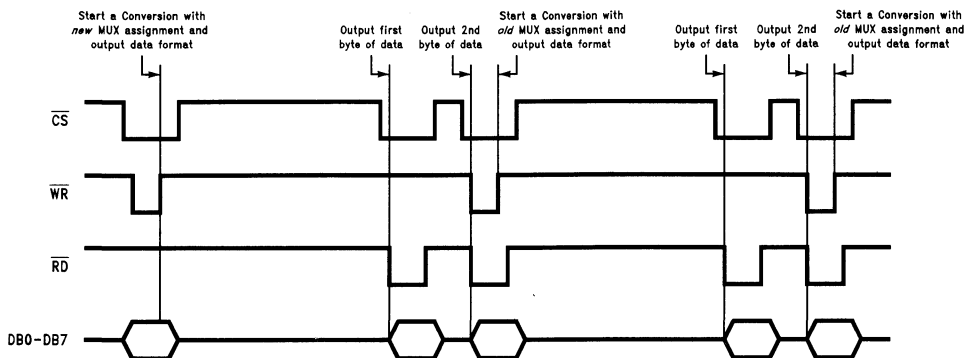 Start a Conversion with
new MUX assignment and
output data format
Output first
byte of data
Output 2nd
byte of data
Start a Conversion with
old MUX assignment and
output data format
Output first
byte of data
Output 2nd
byte of data
Start a Conversion with
old MUX assignment and
output data format
CS
WR
RD
DB0-DB7